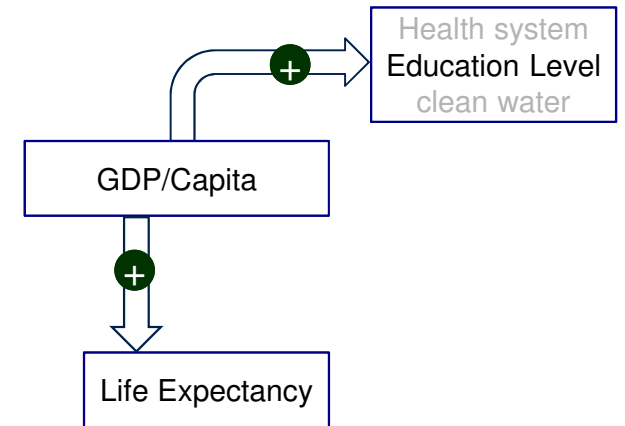 Health system
Education Level
clean water
+
GDP/Capita
+
Life Expectancy